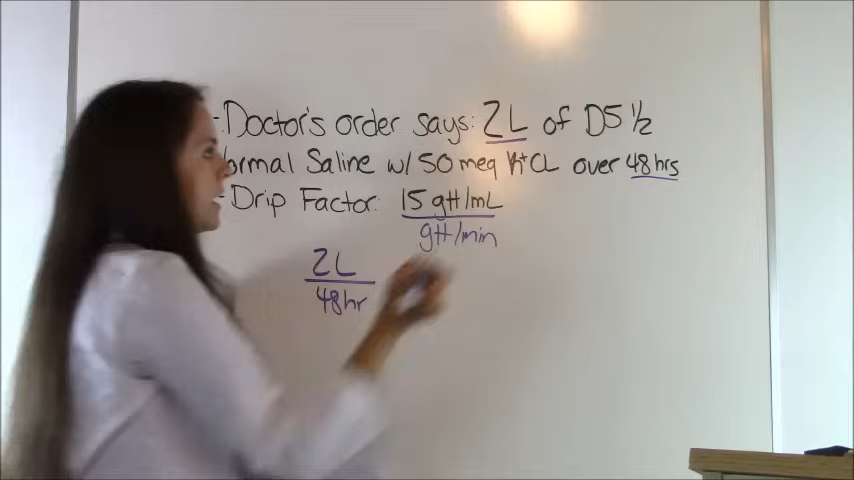 -Doctor's order says: 2L of D5 1/2
ormal Saline w/ 50 meq K+CL over 48 hrs
-Drip Factor: 15 gtt/mL
gtt/min
2L
48hr